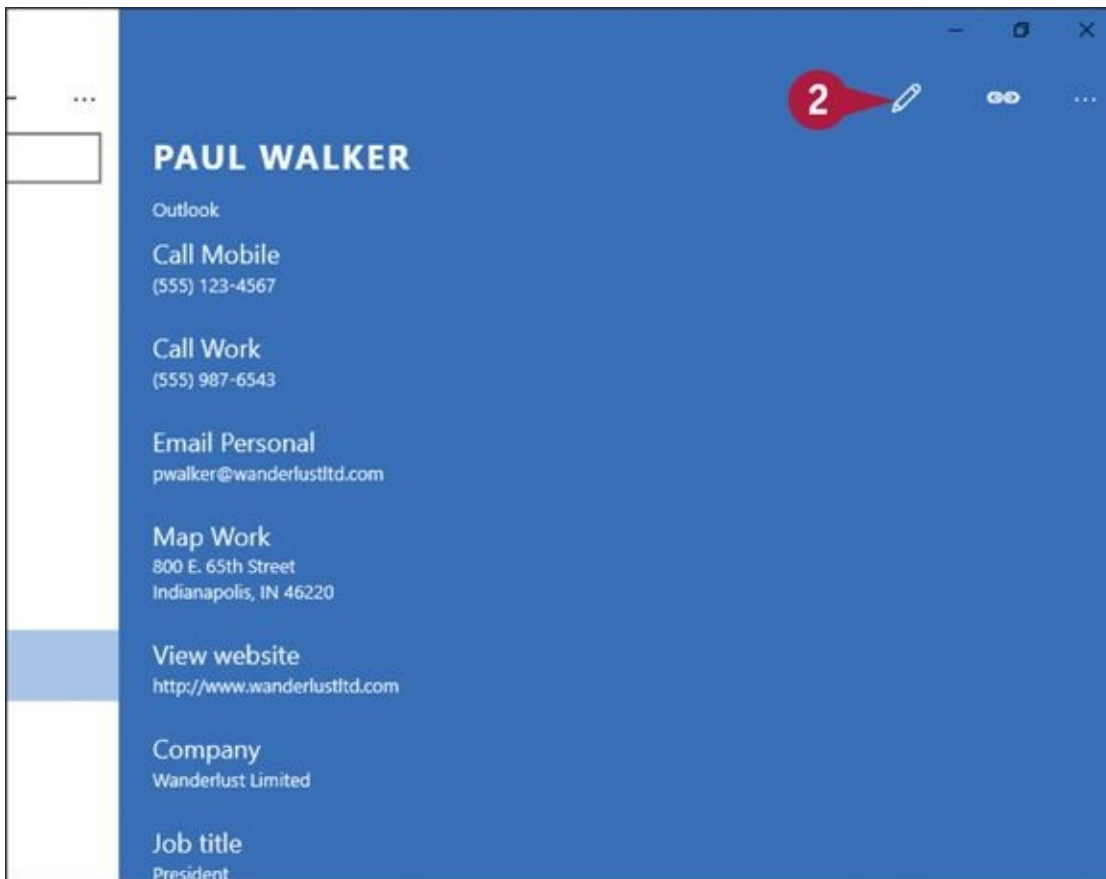 2
PAUL WALKER
Outlook
Call Mobile
(555) 123-4567
Call Work
(555) 987-6543
Email Personal
pwalker@wanderlustltd.com
Map Work
800 E. 65th Street
Indianapolis, IN 46220
View website
http://www.wanderlustltd.com
Company
Wanderlust Limited
Job title
President